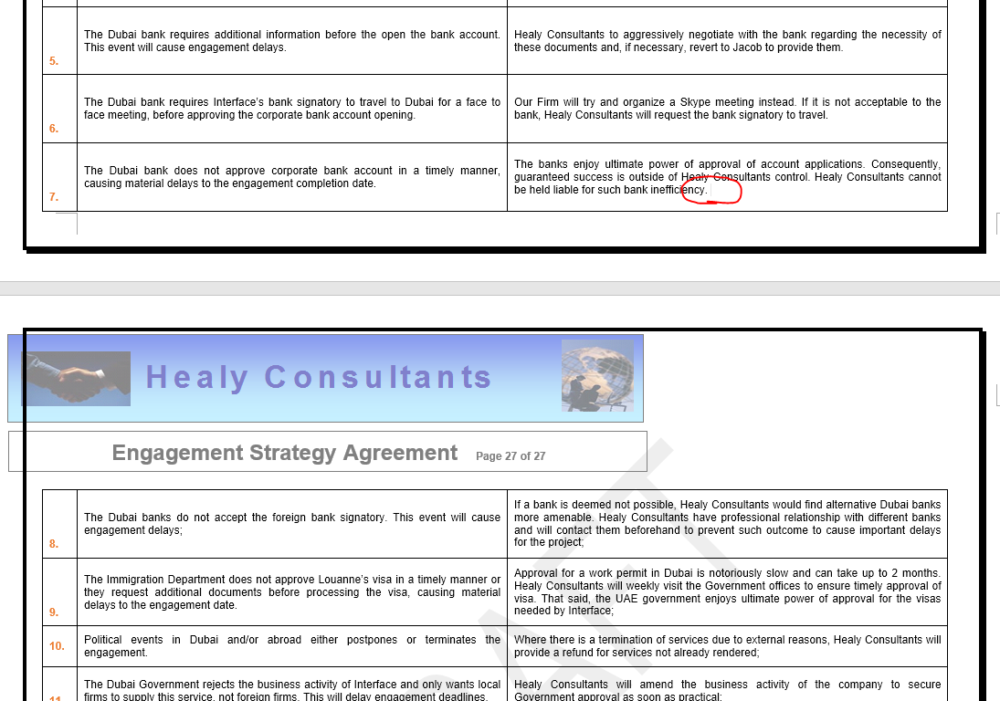 The Dubai bank requires additional information before the open the bank account.
This event will cause engagement delays.
Healy Consultants to aggressively negotiate with the bank regarding the necessity of
these documents and, if necessary, revert to Jacob to provide them.
5.
The Dubai bank requires Interface's bank signatory to travel to Dubai for a face to
face meeting, before approving the corporate bank account opening.
Our Firm will try and organize a Skype meeting instead. If it is not acceptable to the
bank, Healy Consultants will request the bank signatory to travel.
6.
The Dubai bank does not approve corporate bank account in a timely manner,
causing material delays to the engagement completion date.
The banks enjoy ultimate power of approval of account applications. Consequently,
guaranteed success is outside of Healy Consultants control. Healy Consultants cannot
be held liable for such bank inefficiency.
7.
Healy Consultants
Engagement Strategy Agreement Page 27 of 27
The Dubai banks do not accept the foreign bank signatory. This event will cause
engagement delays;
If a bank is deemed not possible, Healy Consultants would find alternative Dubai banks
more amenable. Healy Consultants have professional relationship with different banks
and will contact them beforehand to prevent such outcome to cause important delays
for the project;
8.
The Immigration Department does not approve Louanne's visa in a timely manner or
they request additional documents before processing the visa, causing material
delays to the engagement date.
Approval for a work permit in Dubai is notoriously slow and can take up to 2 months.
Healy Consultants will weekly visit the Government offices to ensure timely approval of
visa. That said, the UAE government enjoys ultimate power of approval for the visas
needed by Interface;
9.
10.
Political events in Dubai and/or abroad either postpones or terminates the
engagement.
Where there is a termination of services due to external reasons, Healy Consultants will
provide a refund for services not already rendered;
The Dubai Government rejects the business activity of Interface and only wants local
firms to supply this service, not foreign firms. This will delay engagement deadlines.
Healy Consultants will amend the business activity of the company to secure
Government approval as soon as practical;
11.